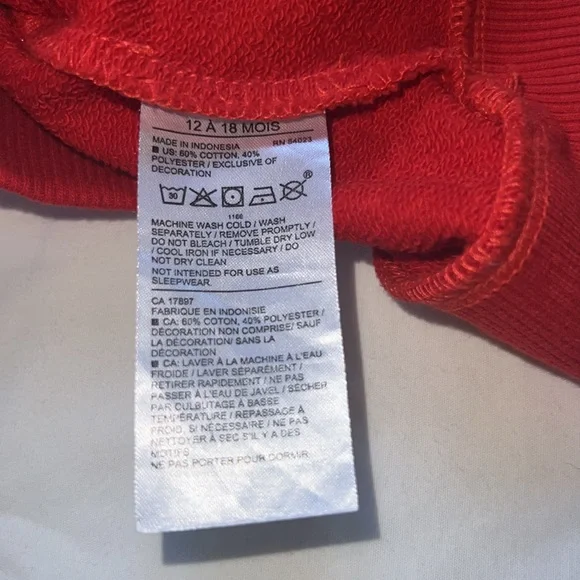 12 À 18 MOIS
MADE IN INDONESIA RN 54023
■ US: 60% COTTON, 40%
POLYESTER / EXCLUSIVE OF
DECORATION
30
®
1166
MACHINE WASH COLD / WASH
SEPARATELY / REMOVE PROMPTLY /
DO NOT BLEACH / TUMBLE DRY LOW
/ COOL IRON IF NECESSARY / DO
NOT DRY CLEAN
NOT INTENDED FOR USE AS
SLEEPWEAR.
CA 17897
FABRIQUE EN INDONISIE
■ CA: 60% COTON, 40% POLYESTER /
DÉCORATION NON COMPRISE/ SAUF
LA DÉCORATION/ SANS LA
DÉCORATION
■ CA: LAVER À LA MACHINE À L'EAU
FROIDE / LAVER SÉPARÉMENT /
RETIRER RAPIDEMENT / NE PAS
PASSER À L'EAU DE JAVEL / SÉCHER
PAR CULBUTAGE À BASSE
TEMPÉRATURE / REPASSAGE À
FROID, SI NÉCESSAIRE / NE PAS
NETTOYER À SEC S'IL Y A DES
MOTIFS
NE PAS PORTER POUR DORMIR.